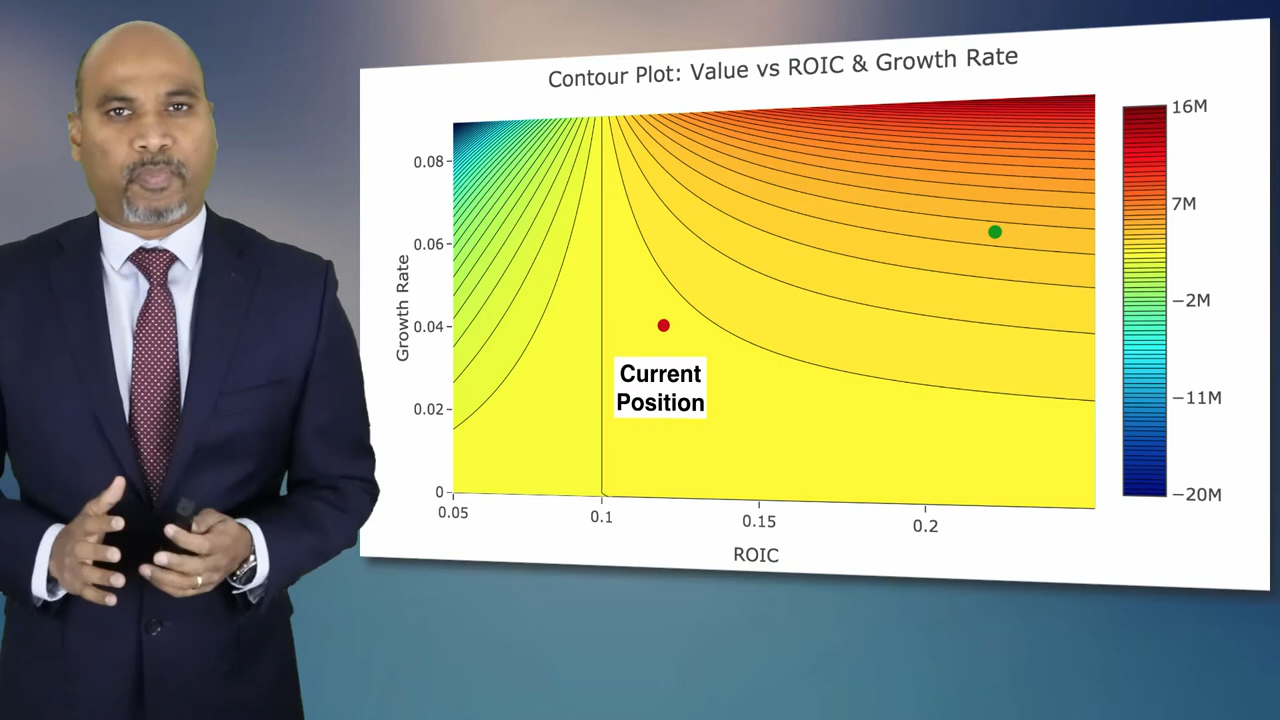 Contour Plot: Value vs ROIC & Growth Rate
16M
7M
−2M
−11M
−20M
Growth Rate
0.08
0.06
0.04
0.02
0
Current
Position
0.05
0.1
0.15
0.2
ROIC